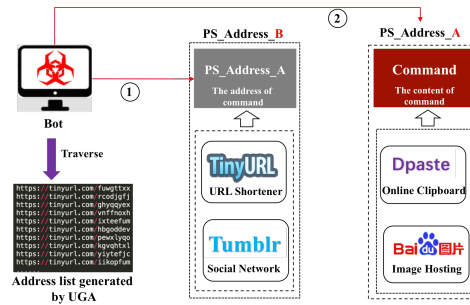 ②
PS_Address_B
PS_Address_A
PS_Address_A
The address of
command
Command
The content of
command
①
Bot
Traverse
TinyURL
URL Shortener
Dpaste
Online Clipboard
https://tinyurl.com/fuwgttxx
https://tinyurl.com/rcodjgfj
https://tinyurl.com/ghyqqyex
https://tinyurl.com/vnffnoxh
https://tinyurl.com/ixteefum
https://tinyurl.com/hbgoddev
https://tinyurl.com/pewxlyqo
https://tinyurl.com/kgvqhtxl
https://tinyurl.com/yiytefjc
https://tinyurl.com/iikopfum
Tumblr
Social Network
Bai du 图片
Image Hosting
Address list generated
by UGA